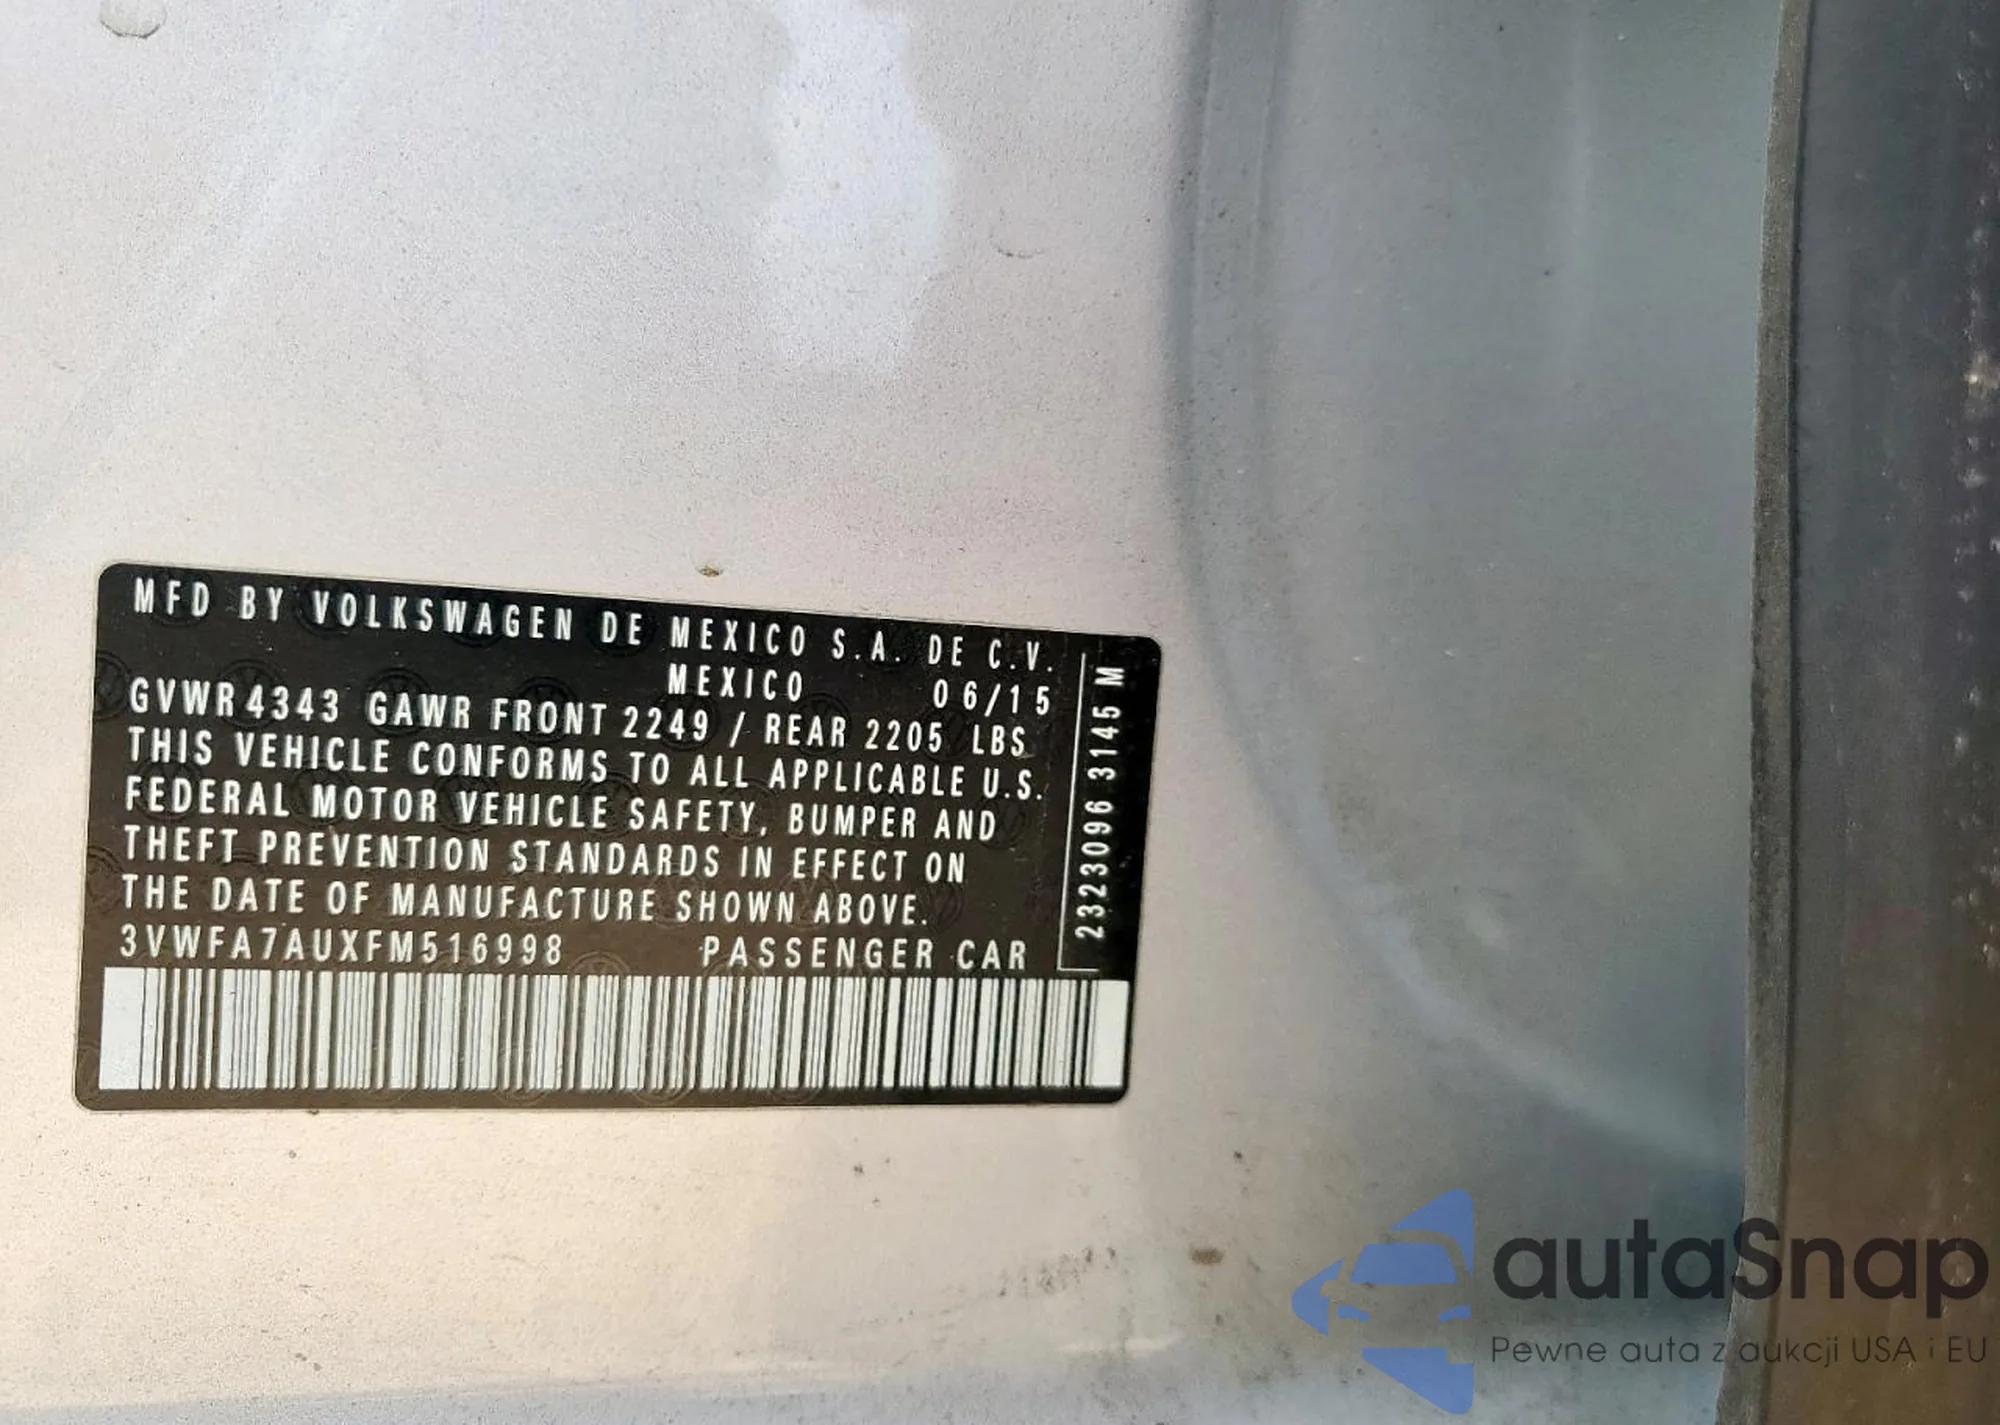 MFD BY VOLKSWAGEN DE MEXICO S.A. DE C.V.
MEXICO 06/15
GVWR 4343 GAWR FRONT 2249 / REAR 2205 LBS
THIS VEHICLE CONFORMS TO ALL APPLICABLE U.S.
FEDERAL MOTOR VEHICLE SAFETY, BUMPER AND
THEFT PREVENTION STANDARDS IN EFFECT ON
THE DATE OF MANUFACTURE SHOWN ABOVE.
3VWFA7AUXFM516998 PASSENGER CAR
2323096 3145 M
autaSnap
Pewne auta z aukcji USA i EU